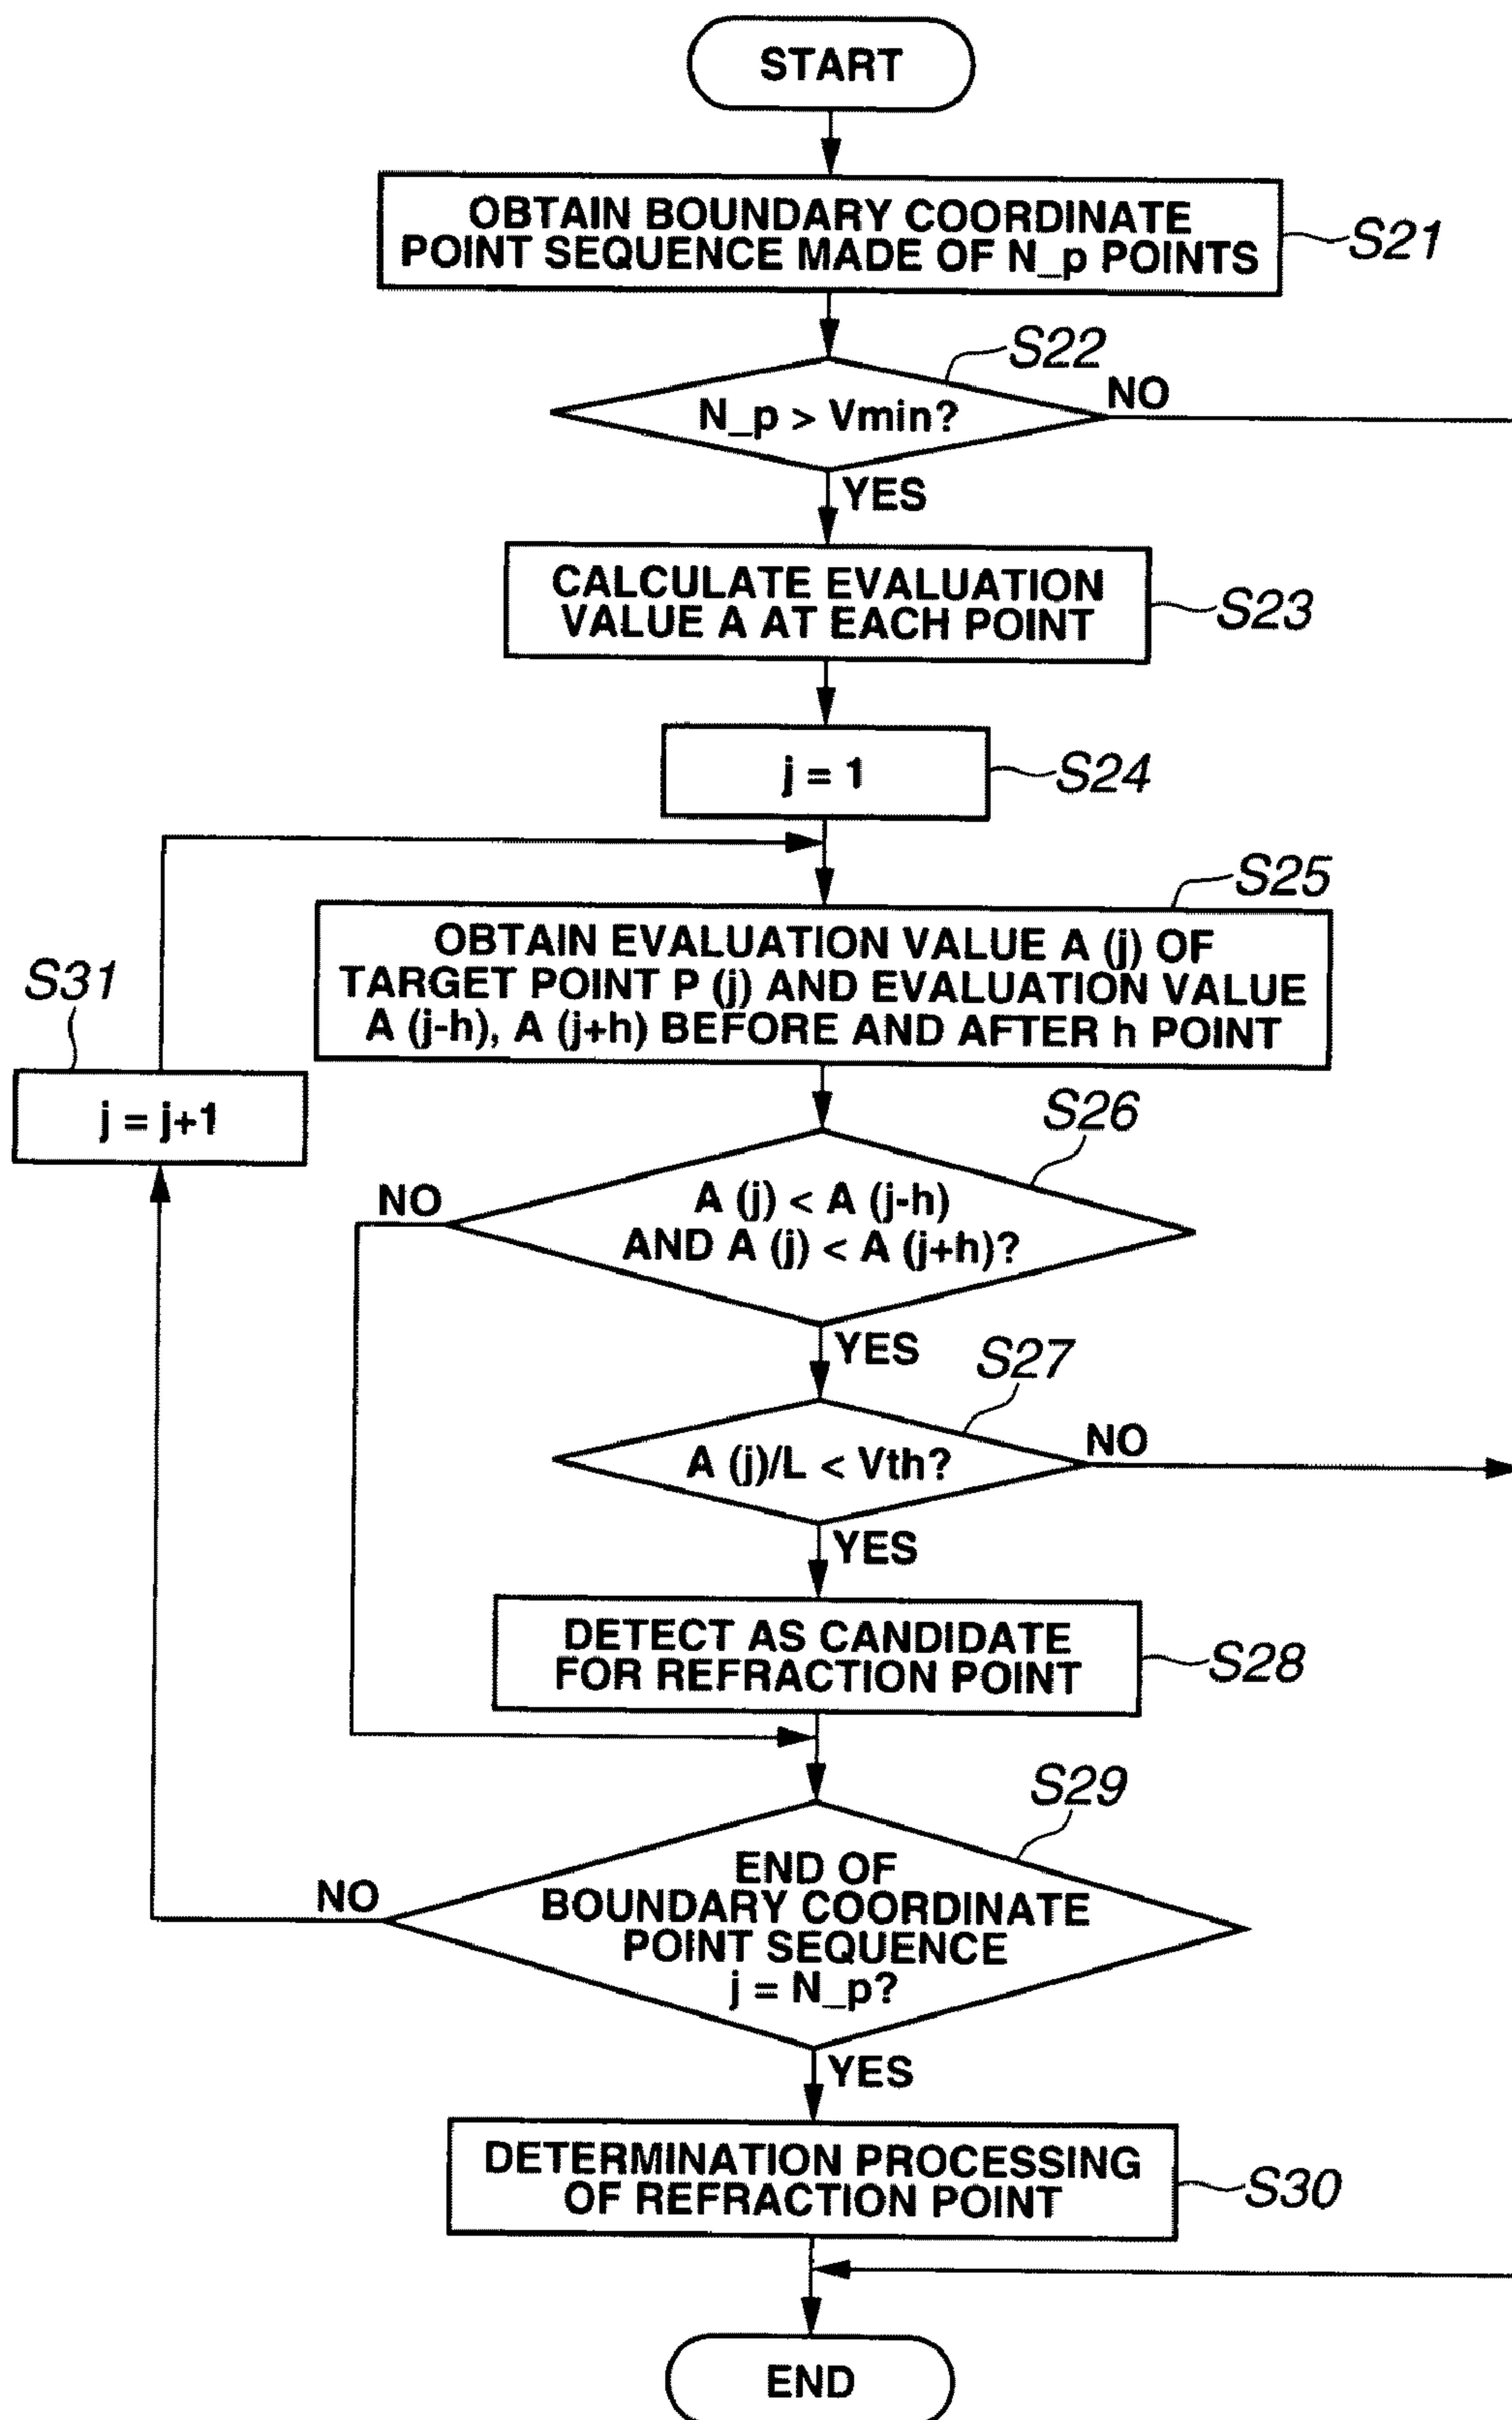 START
OBTAIN BOUNDARY COORDINATE
POINT SEQUENCE MADE OF N_p POINTS
S21
S22
N_p > Vmin?
NO
YES
CALCULATE EVALUATION
VALUE A AT EACH POINT
S23
j = 1
S24
S25
OBTAIN EVALUATION VALUE A (j) OF
TARGET POINT P (j) AND EVALUATION VALUE
A (j-h), A (j+h) BEFORE AND AFTER h POINT
S31
j = j+1
S26
NO
A (j) < A (j-h)
AND A (j) < A (j+h)?
YES
S27
A (j)/L < Vth?
NO
YES
DETECT AS CANDIDATE
FOR REFRACTION POINT
S28
S29
NO
END OF
BOUNDARY COORDINATE
POINT SEQUENCE
j = N_p?
YES
DETERMINATION PROCESSING
OF REFRACTION POINT
S30
END